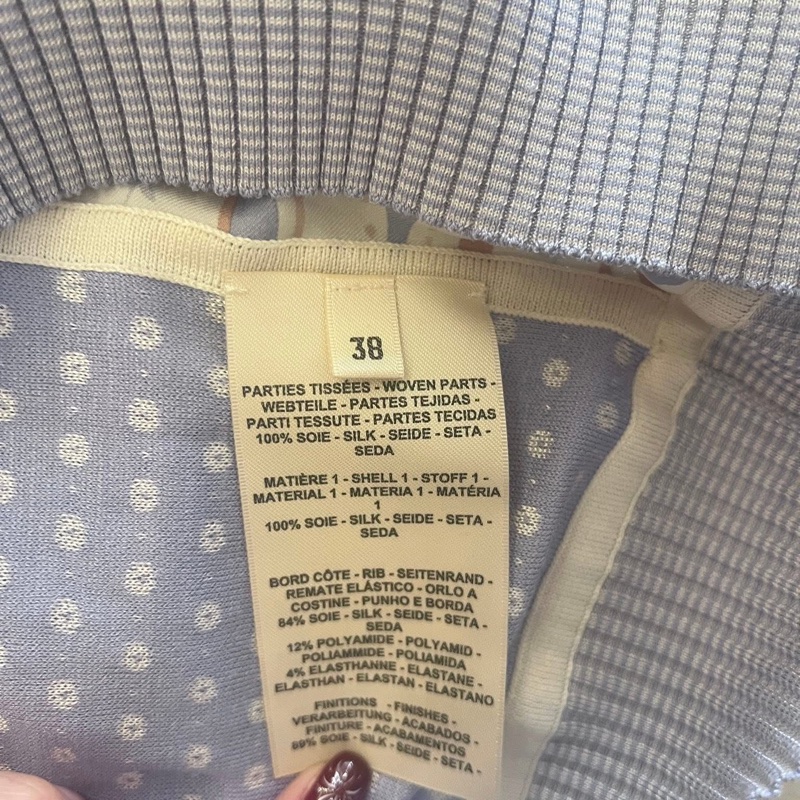 38
PARTIES TISSÉES - WOVEN PARTS -
WEBTEILE - PARTES TEJIDAS -
PARTI TESSUTE - PARTES TECIDAS
100% SOIE - SILK - SEIDE - SETA -
SEDA
MATIÈRE 1 - SHELL 1 - STOFF 1 -
MATERIAL 1 - MATERIA 1 - MATÉRIA
1
100% SOIE - SILK - SEIDE - SETA -
SEDA
BORD CÔTE - RIB - SEITENRAND -
REMATE ELÁSTICO - ORLO A
COSTINE - PUNHO E BORDA
84% SOIE - SILK - SEIDE - SETA -
SEDA
12% POLYAMIDE - POLYAMID -
POLIAMMIDE - POLIAMIDA
4% ELASTHANNE - ELASTANE -
ELASTHAN - ELASTAN - ELASTANO
FINITIONS - FINISHES -
VERARBEITUNG - ACABADOS -
FINITURE - ACABAMENTOS
89% SOIE - SILK - SEIDE - SETA -